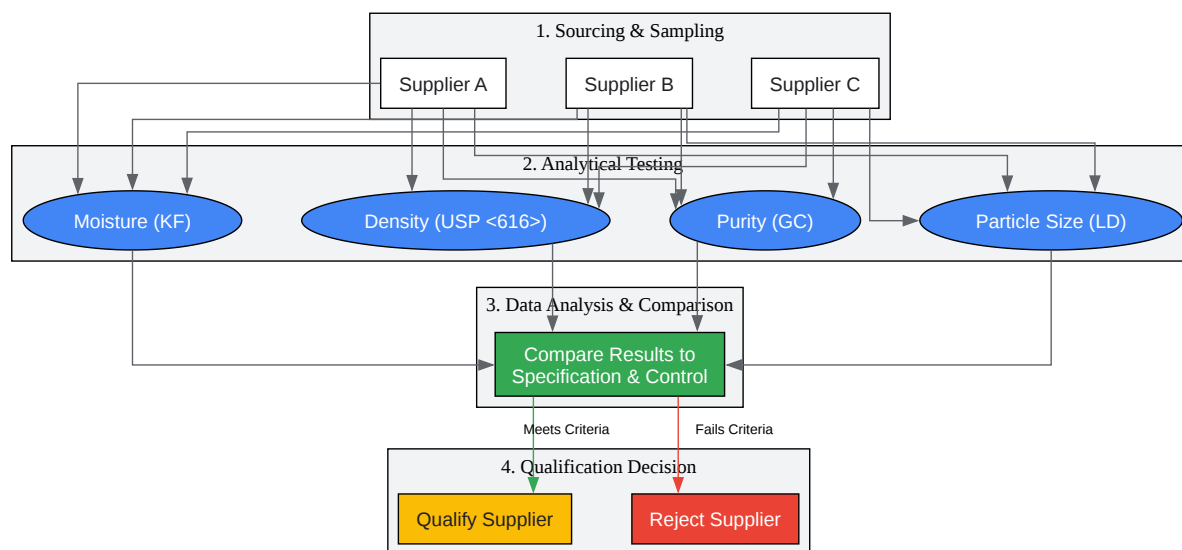 1. Sourcing & Sampling
Supplier A
Supplier B
Supplier C
2. Analytical Testing
Moisture (KF)
Density (USP <616>)
Purity (GC)
Particle Size (LD)
3. Data Analysis & Comparison
Compare Results to
Specification & Control
Meets Criteria
Fails Criteria
4. Qualification Decision
Qualify Supplier
Reject Supplier